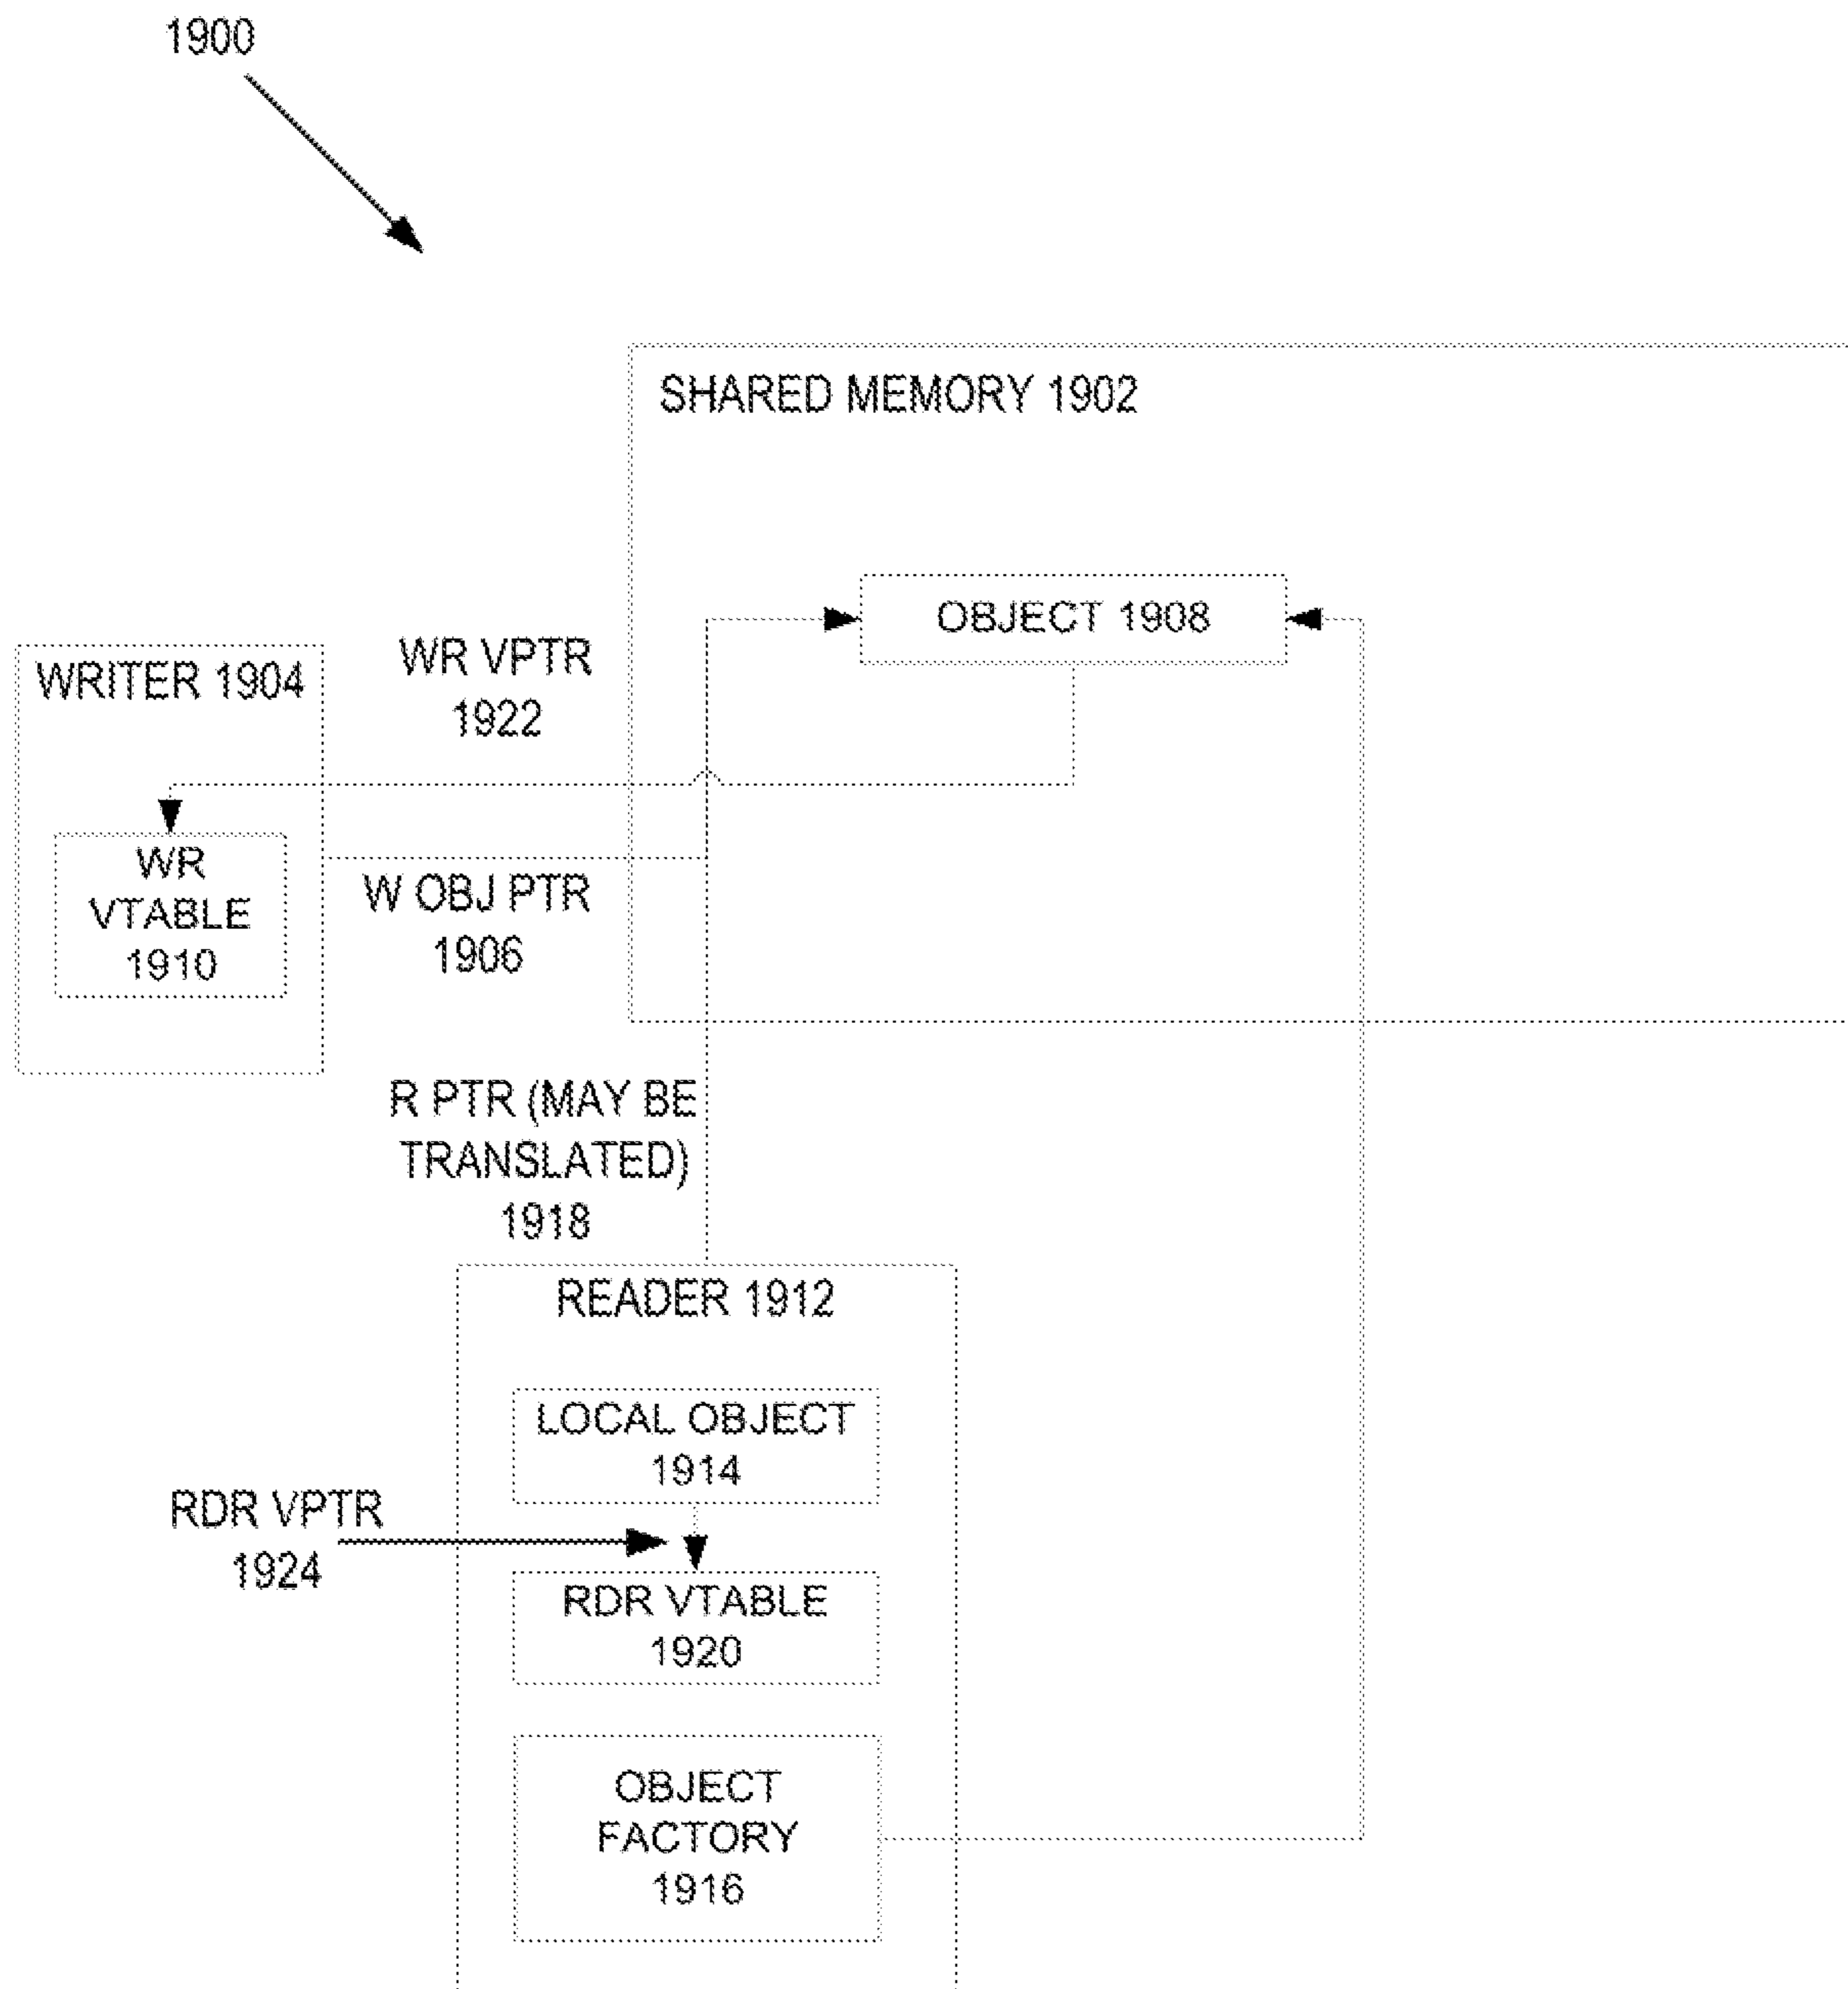 1900
SHARED MEMORY 1902
OBJECT 1908
WR VPTR
1922
WRITER 1904
WR
VTABLE
1910
W OBJ PTR
1906
R PTR (MAY BE
TRANSLATED)
1918
READER 1912
LOCAL OBJECT
1914
RDR VPTR
1924
RDR VTABLE
1920
OBJECT
FACTORY
1916